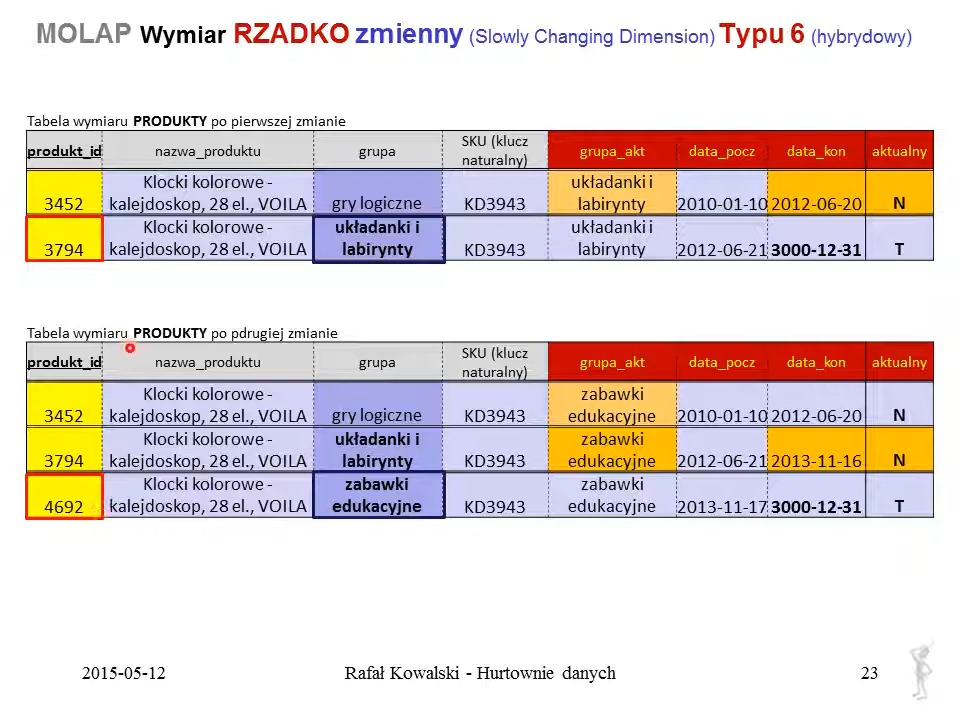 MOLAP Wymiar RZADKO zmienny (Slowly Changing Dimension) Typu 6 (hybrydowy)
Tabela wymiaru PRODUKTY po pierwszej zmianie
produkt_id nazwa_produktu grupa SKU (klucz naturalny) grupa_akt data_pocz data_kon aktualny
3452 Klocki kolorowe - kalejdoskop, 28 el., VOILA gry logiczne KD3943 układanki i labirynty 2010-01-10 2012-06-20 N
3794 Klocki kolorowe - kalejdoskop, 28 el., VOILA układanki i labirynty KD3943 układanki i labirynty 2012-06-21 3000-12-31 T
Tabela wymiaru PRODUKTY po pdrugiej zmianie
produkt_id nazwa_produktu grupa SKU (klucz naturalny) grupa_akt data_pocz data_kon aktualny
3452 Klocki kolorowe - kalejdoskop, 28 el., VOILA gry logiczne KD3943 zabawki edukacyjne 2010-01-10 2012-06-20 N
3794 Klocki kolorowe - kalejdoskop, 28 el., VOILA układanki i labirynty KD3943 zabawki edukacyjne 2012-06-21 2013-11-16 N
4692 Klocki kolorowe - kalejdoskop, 28 el., VOILA zabawki edukacyjne KD3943 zabawki edukacyjne 2013-11-17 3000-12-31 T
2015-05-12 Rafał Kowalski - Hurtownie danych 23